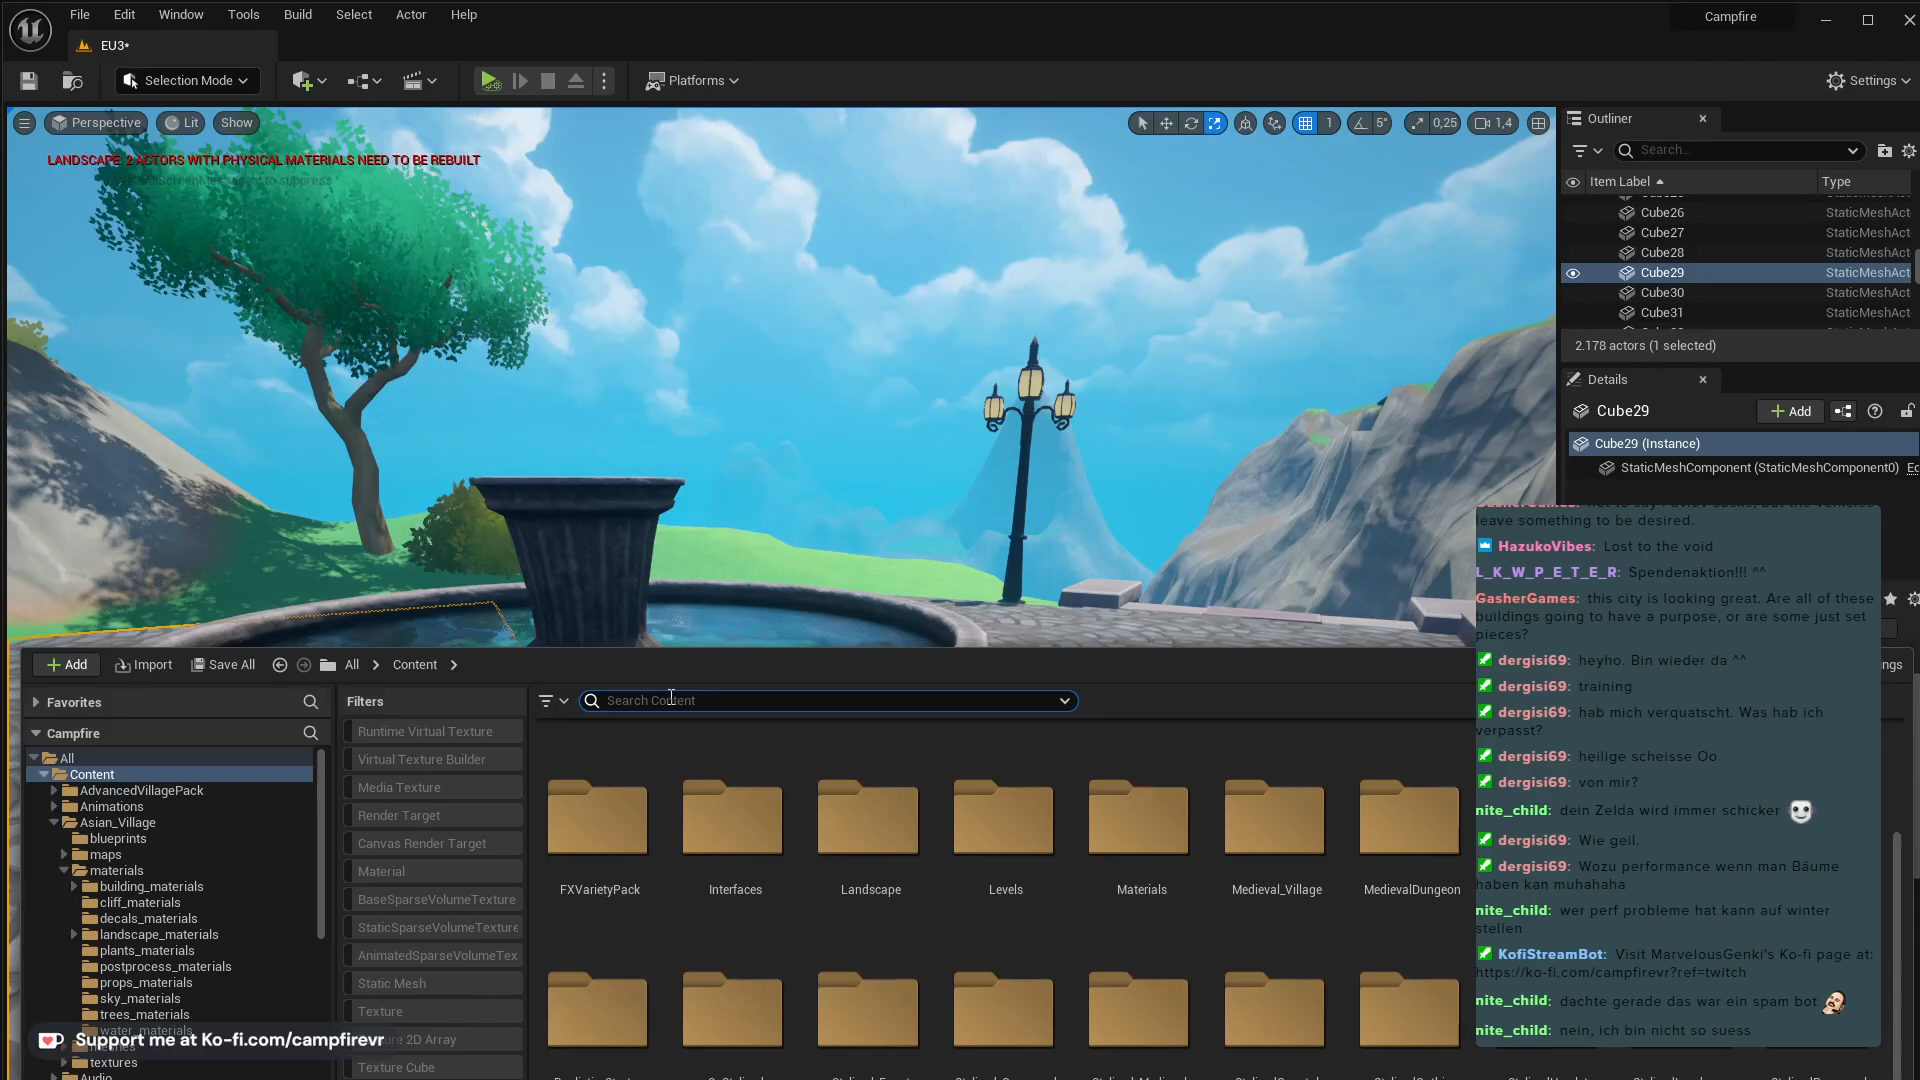 File Edit Window Tools Build Select Actor Help
Campfire
EU3*
Selection Mode
Platforms
Settings
Perspective Lit Show
1 5° 0,25 1,4
LANDSCAPE: 2 ACTORS WITH PHYSICAL MATERIALS NEED TO BE REBUILT
to suppress
Outliner
Search...
Item Label Type
Cube26 StaticMeshAct
Cube27 StaticMeshAct
Cube28 StaticMeshAct
Cube29 StaticMeshAct
Cube30 StaticMeshAct
Cube31 StaticMeshAct
2.178 actors (1 selected)
Details
Cube29
Add
Cube29 (Instance)
StaticMeshComponent (StaticMeshComponent0)
leave something to be desired.
HazukoVibes: Lost to the void
L_K_W_P_E_T_E_R: Spendenaktion!!! ^^
GasherGames: this city is looking great. Are all of these
buildings going to have a purpose, or are some just set
pieces?
dergisi69: heyho. Bin wieder da ^^
dergisi69: training
dergisi69: hab mich verquatscht. Was hab ich
verpasst?
dergisi69: heilige scheisse Oo
dergisi69: von mir?
nite_child: dein Zelda wird immer schicker
dergisi69: Wie geil.
dergisi69: Wozu performance wenn man Bäume
haben kan muhahaha
nite_child: wer perf probleme hat kann auf winter
stellen
KofiStreamBot: Visit MarvelousGenki's Ko-fi page at:
https://ko-fi.com/campfirevr?ref=twitch
nite_child: dachte gerade das war ein spam bot
nite_child: nein, ich bin nicht so suess
Add Import Save All All Content
Favorites
Campfire
All
Content
AdvancedVillagePack
Animations
Asian_Village
blueprints
maps
materials
building_materials
cliff_materials
decals_materials
landscape_materials
plants_materials
postprocess_materials
props_materials
sky_materials
trees_materials
water_materials
textures
Audio
Support me at Ko-fi.com/campfirevr
Filters
Runtime Virtual Texture
Virtual Texture Builder
Media Texture
Render Target
Canvas Render Target
Material
BaseSparseVolumeTexture
StaticSparseVolumeTexture
AnimatedSparseVolumeTex
Static Mesh
Texture
2D Array
Texture Cube
Search Content
FXVarietyPack
Interfaces
Landscape
Levels
Materials
Medieval_Village
MedievalDungeon